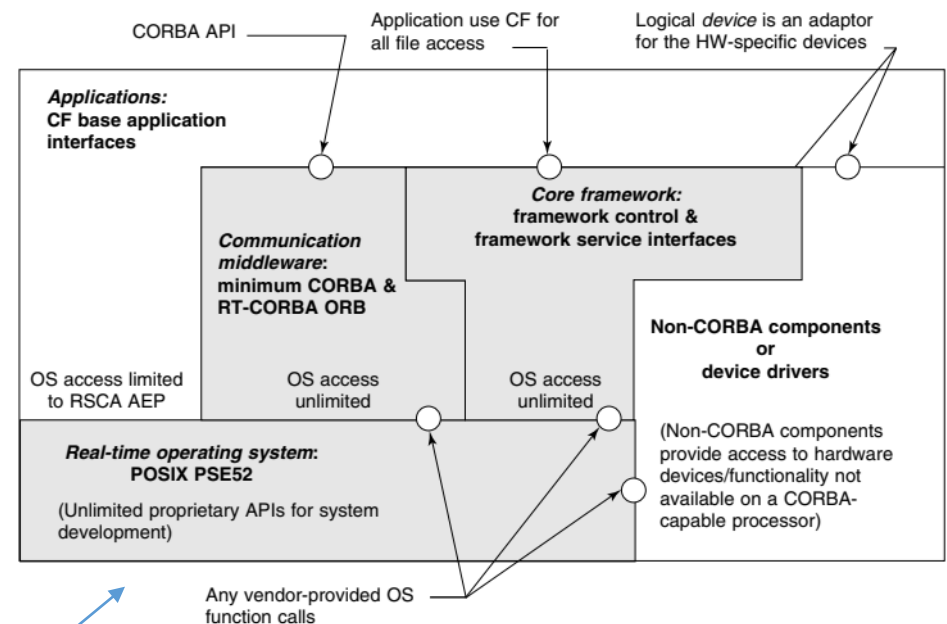 CORBA API
Application use CF for
all file access
Logical device is an adaptor
for the HW-specific devices
Applications:
CF base application
interfaces
Core framework:
framework control &
framework service interfaces
Communication
middleware:
minimum CORBA &
RT-CORBA ORB
Non-CORBA components
or
device drivers
OS access limited
to RSCA AEP
OS access
unlimited
OS access
unlimited
(Non-CORBA components
provide access to hardware
devices/functionality not
available on a CORBA-
capable processor)
Real-time operating system:
POSIX PSE52
(Unlimited proprietary APIs for system
development)
Any vendor-provided OS
function calls